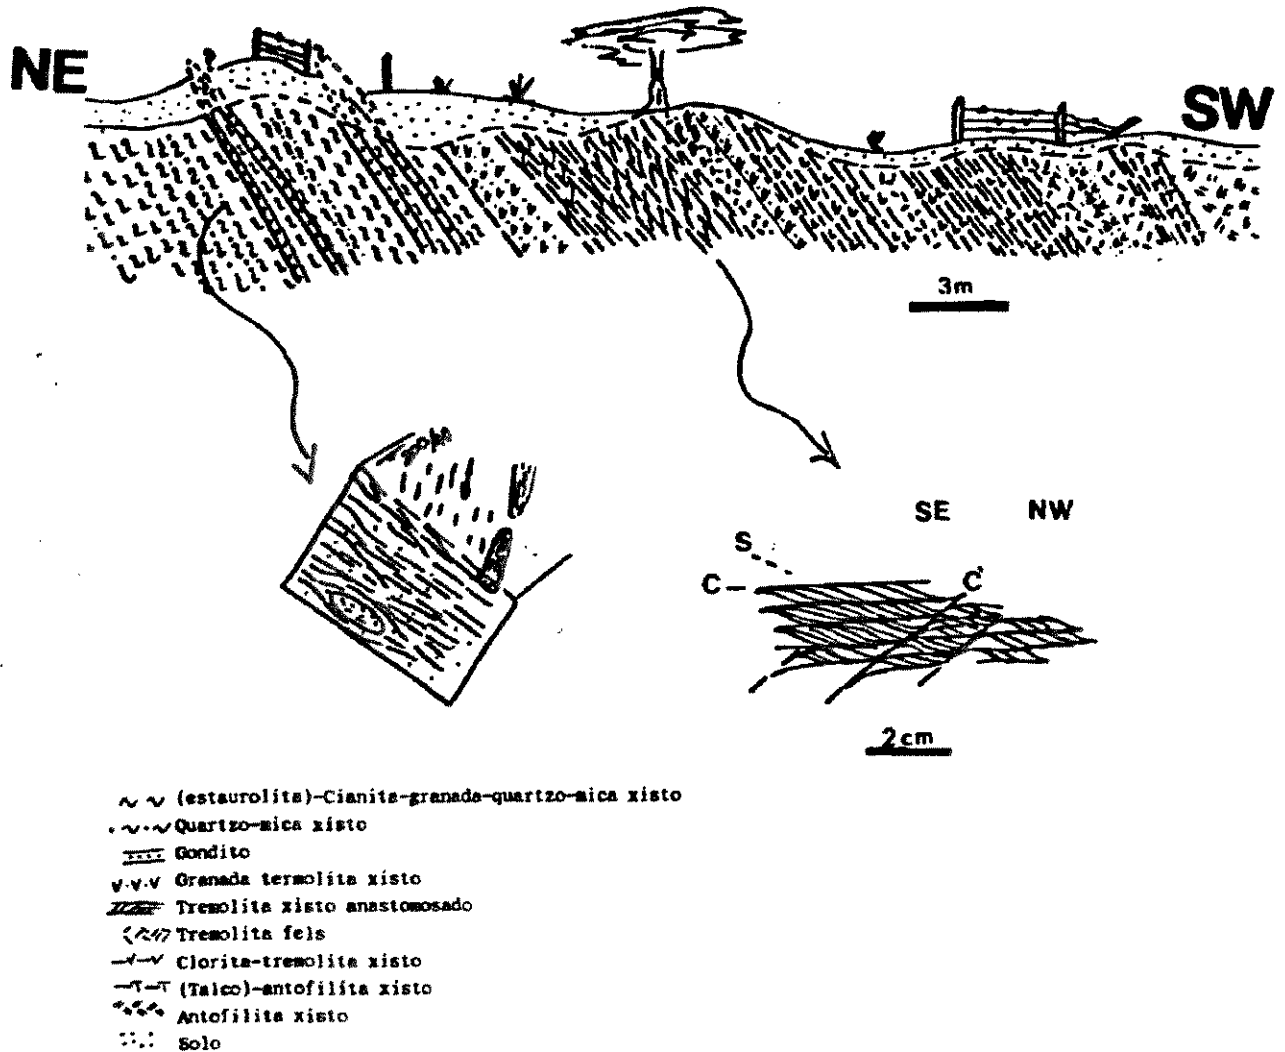 NE
SW
3m
SE NW
S
C
C'
2cm
(estaurolita)-Cianita-granada-quartzo-mica xisto
Quartzo-mica xisto
Gondito
Granada termolita xisto
Tremolita xisto anastomosado
Tremolita fels
Clorita-tremolita xisto
(Talco)-antofilita xisto
Antofilita xisto
Solo